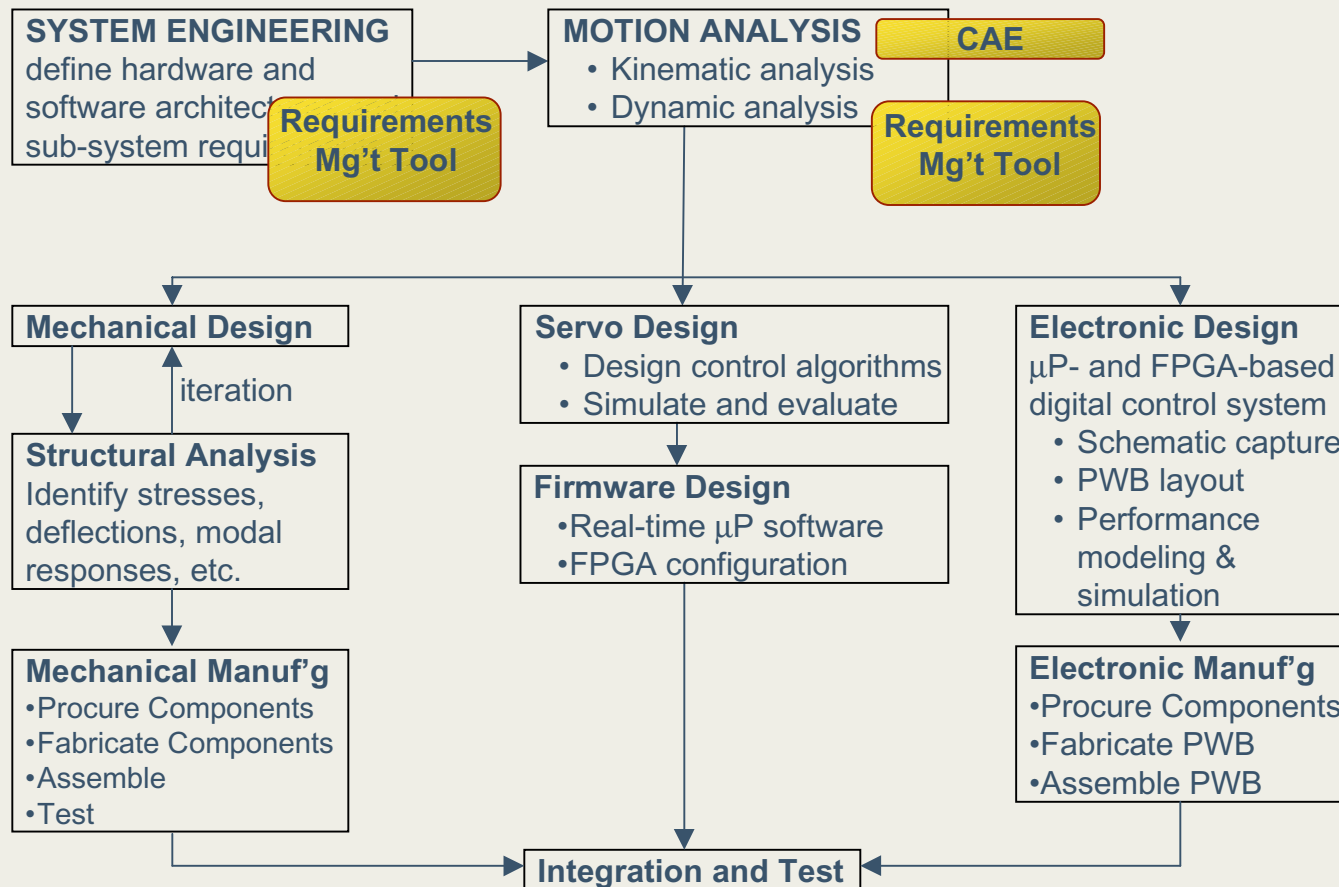 SYSTEM ENGINEERING
define hardware and
software architect
sub-system requi
Requirements
Mg't Tool
MOTION ANALYSIS
• Kinematic analysis
• Dynamic analysis
CAE
Requirements
Mg't Tool
Mechanical Design
iteration
Structural Analysis
Identify stresses,
deflections, modal
responses, etc.
Mechanical Manuf'g
•Procure Components
•Fabricate Components
•Assemble
•Test
Servo Design
• Design control algorithms
• Simulate and evaluate
Firmware Design
•Real-time μP software
•FPGA configuration
Electronic Design
μP- and FPGA-based
digital control system
• Schematic capture
• PWB layout
• Performance
modeling &
simulation
Electronic Manuf'g
•Procure Components
•Fabricate PWB
•Assemble PWB
Integration and Test